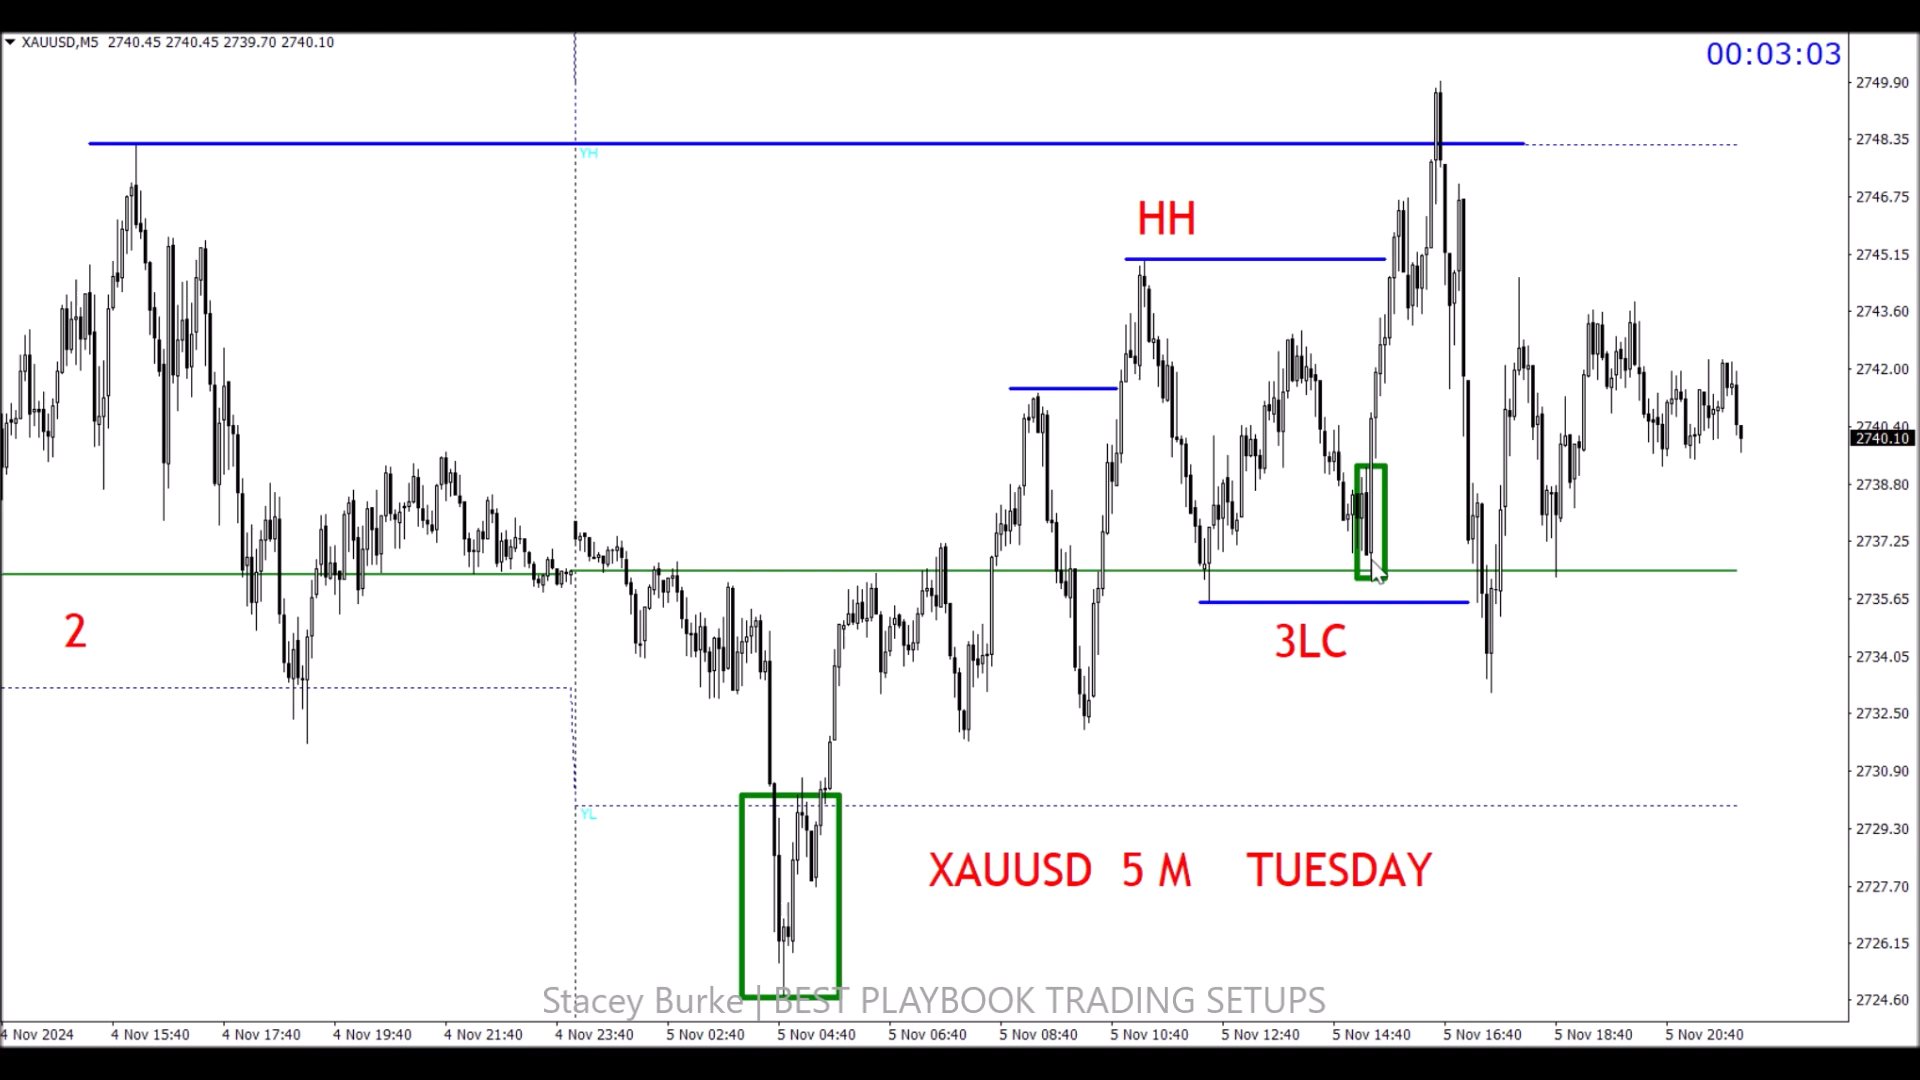 XAUUSD,M5 2740.45 2740.45 2739.70 2740.10
00:03:03
2749.90
YH
2748.35
2746.75
HH
2745.15
2743.60
2742.00
2740.40
2740.10
2738.80
2737.25
2735.65
2
3LC
2734.05
2732.50
2730.90
YL
2729.30
XAUUSD 5 M TUESDAY
2727.70
2726.15
Stacey Burke | BEST PLAYBOOK TRADING SETUPS
2724.60
4 Nov 2024 4 Nov 15:40 4 Nov 17:40 4 Nov 19:40 4 Nov 21:40 4 Nov 23:40 5 Nov 02:40 5 Nov 04:40 5 Nov 06:40 5 Nov 08:40 5 Nov 10:40 5 Nov 12:40 5 Nov 14:40 5 Nov 16:40 5 Nov 18:40 5 Nov 20:40